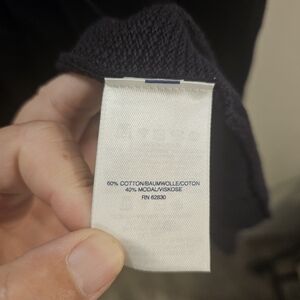 60% COTTON/BAUMWOLLE/COTON
40% MODAL/VISKOSE
RN 62830